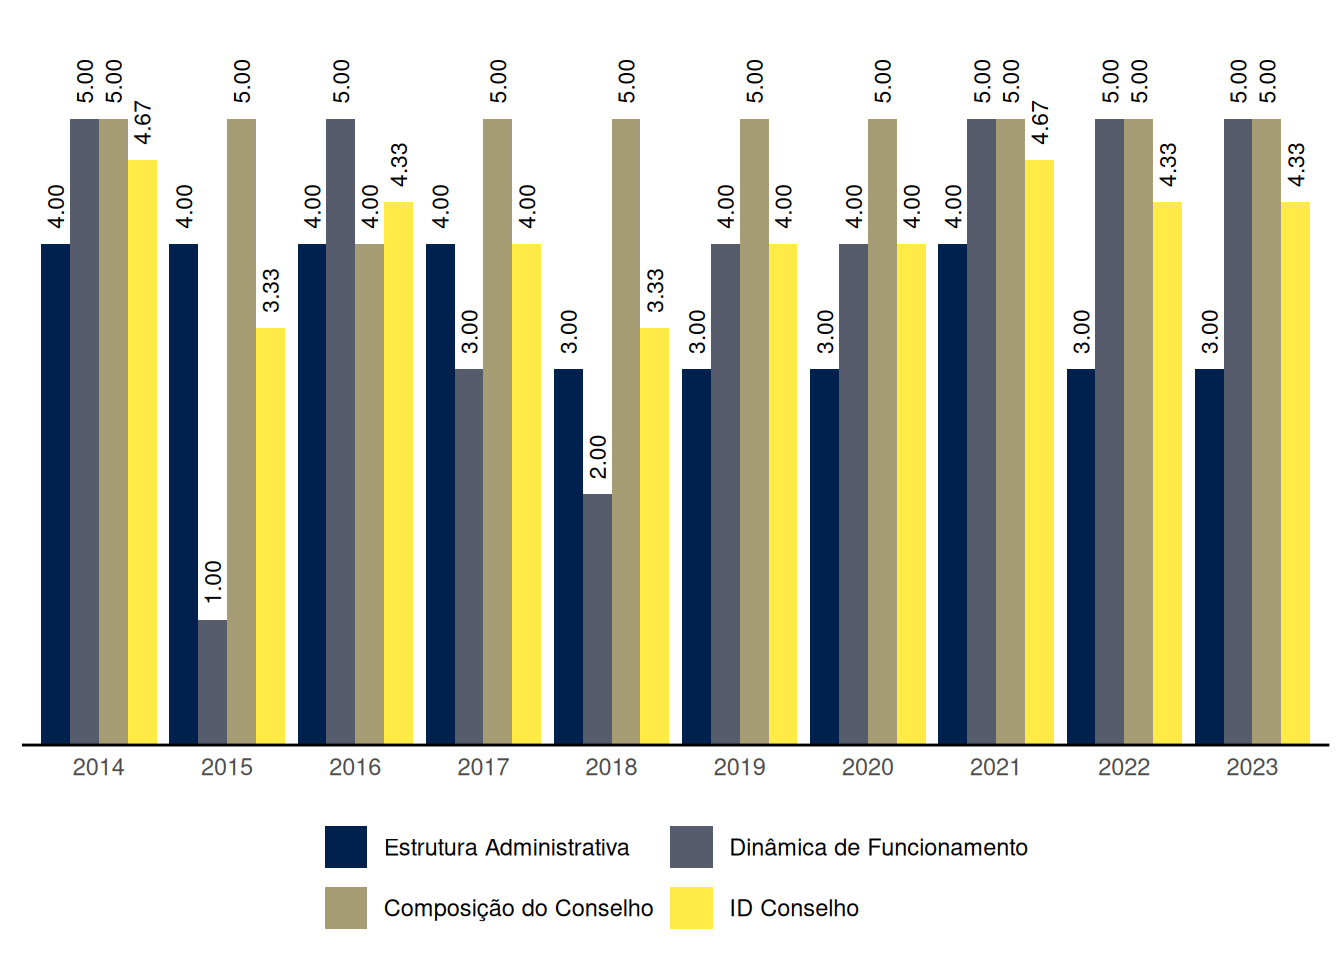 4.00 5.00 5.00 4.67 4.00 1.00 5.00 3.33 4.00 5.00 4.00 4.33 4.00 3.00 5.00 4.00 3.00 2.00 5.00 3.33 3.00 4.00 5.00 4.00 3.00 4.00 5.00 4.00 4.00 5.00 5.00 4.67 3.00 5.00 5.00 4.33 3.00 5.00 5.00 4.33
2014 2015 2016 2017 2018 2019 2020 2021 2022 2023
Estrutura Administrativa Dinâmica de Funcionamento
Composição do Conselho ID Conselho